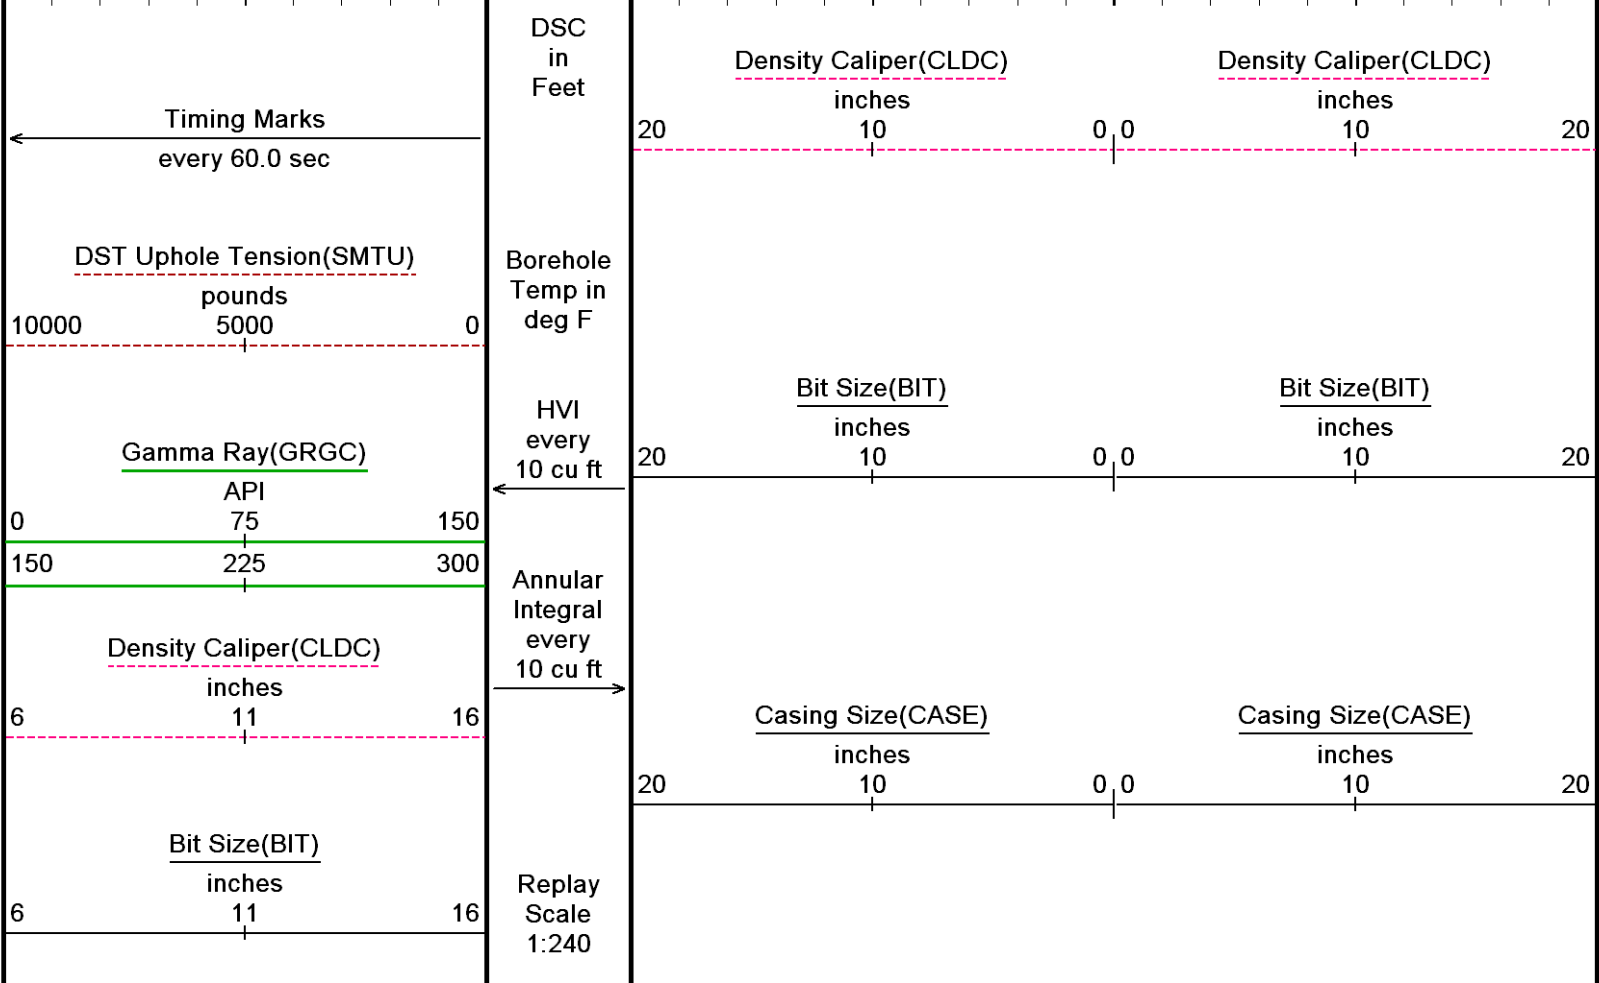 Timing Marks
every 60.0 sec
DST Uphole Tension(SMTU)
pounds
10000 5000 0
Gamma Ray(GRGC)
API
0 75 150
150 225 300
Density Caliper(CLDC)
inches
6 11 16
Bit Size(BIT)
inches
6 11 16
DSC
in
Feet
Borehole
Temp in
deg F
HVI
every
10 cu ft
Annular
Integral
every
10 cu ft
Replay
Scale
1:240
Density Caliper(CLDC) Density Caliper(CLDC)
inches inches
20 10 0 0 10 20
Bit Size(BIT) Bit Size(BIT)
inches inches
20 10 0 0 10 20
Casing Size(CASE) Casing Size(CASE)
inches inches
20 10 0 0 10 20